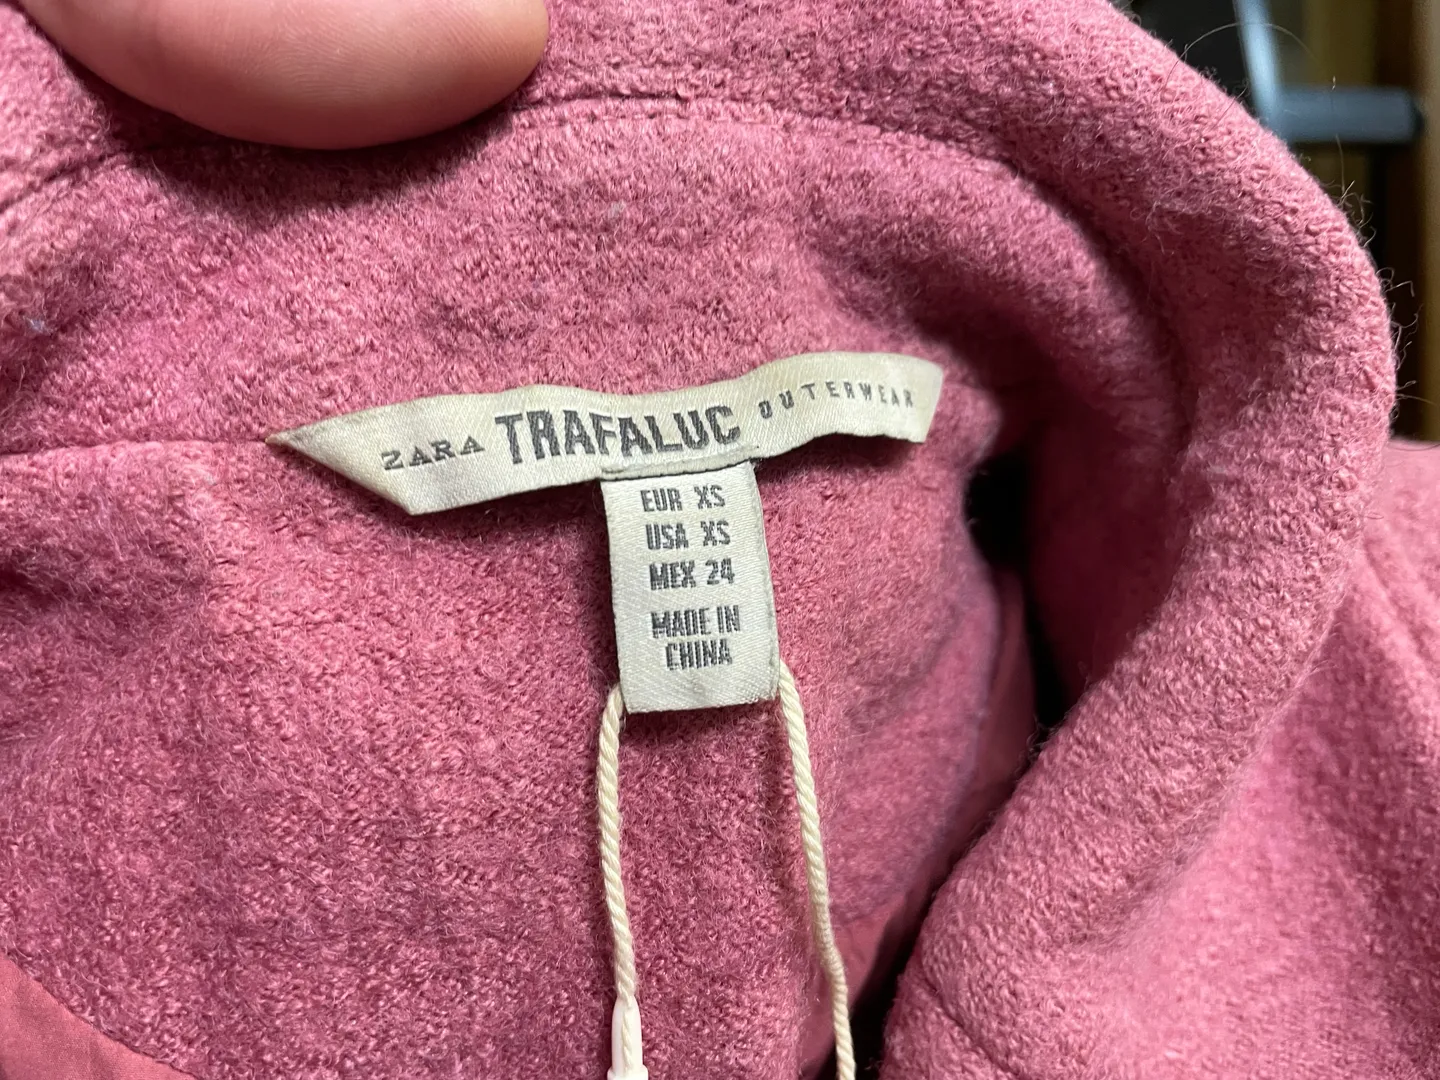 ZARA TRAFALUC OUTERWEAR
EUR XS
USA XS
MEX 24
MADE IN
CHINA